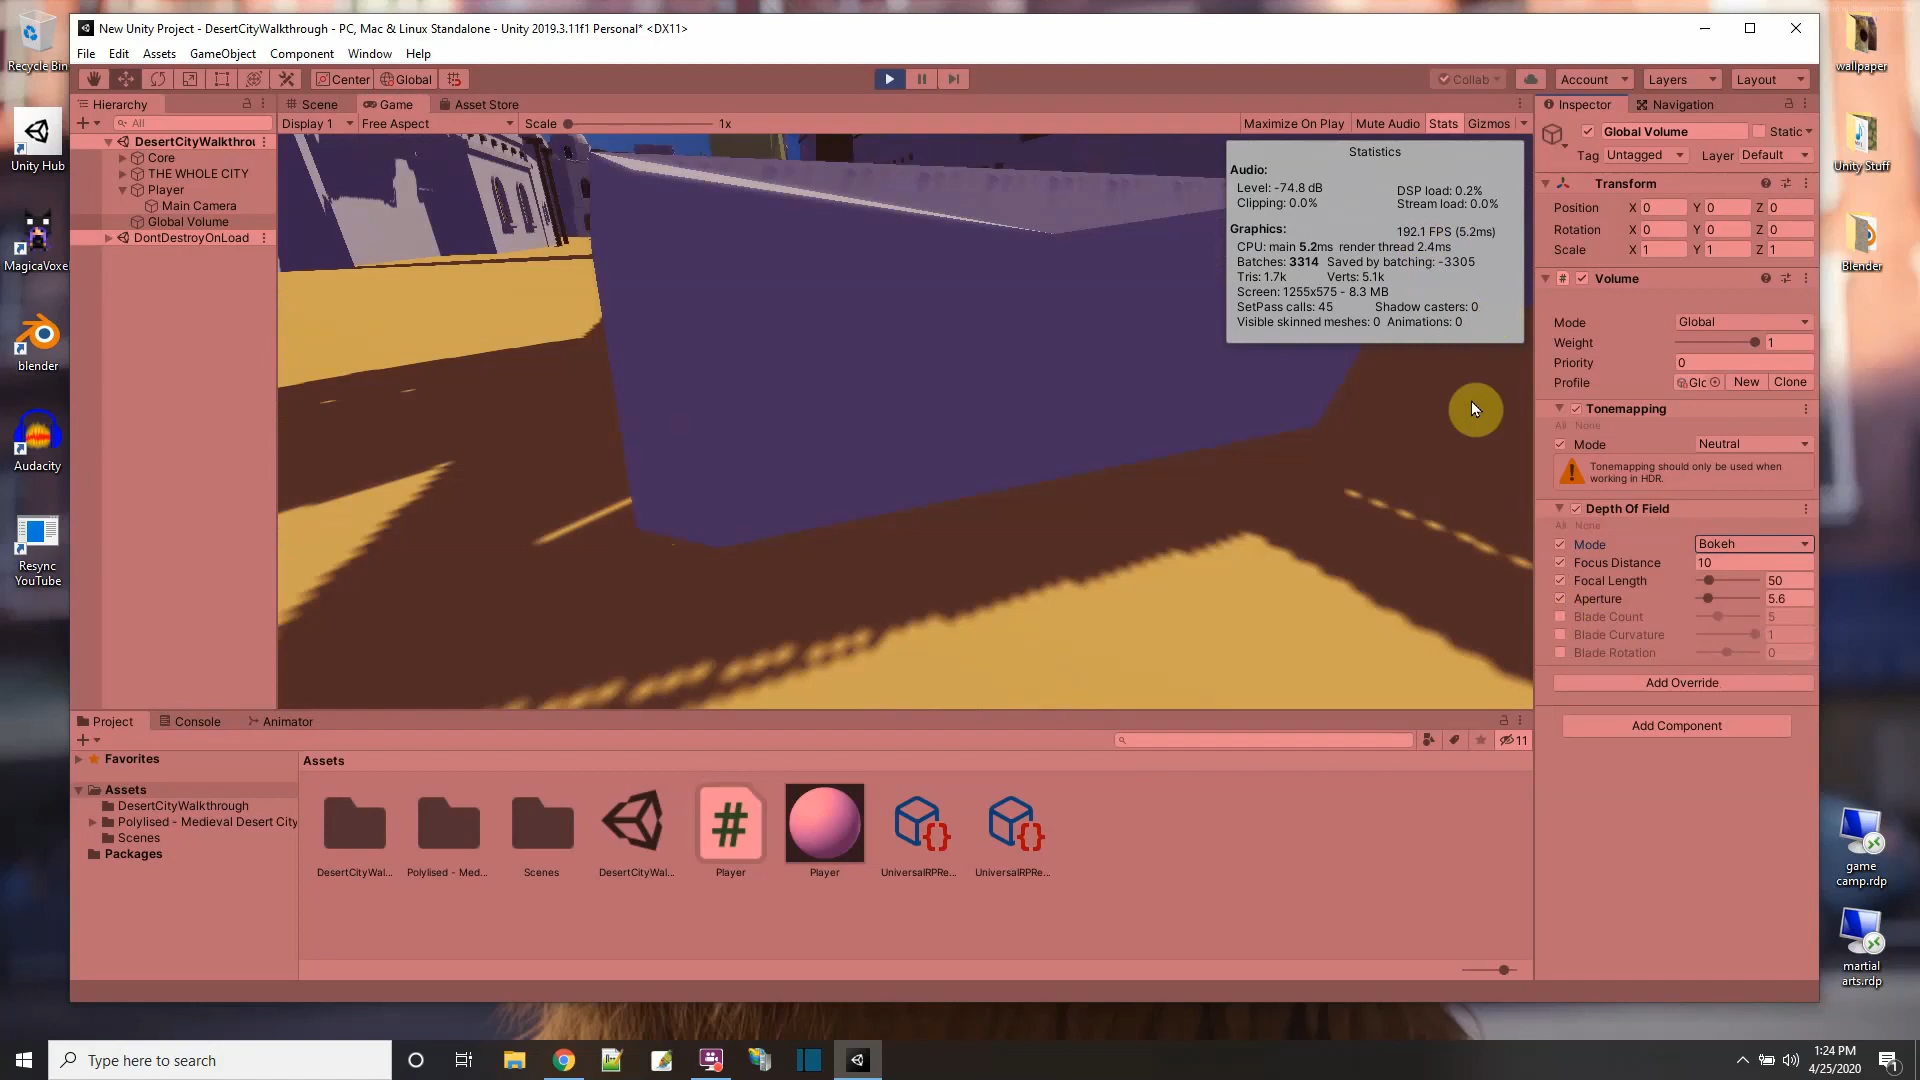 New Unity Project - DesertCityWalkthrough - PC, Mac & Linux Standalone - Unity 2019.3.11f1 Personal* <DX11>
File Edit Assets GameObject Component Window Help
Center Global
Collab Account Layers Layout
Hierarchy
All
DesertCityWalkthrou
Core
THE WHOLE CITY
Player
Main Camera
Global Volume
DontDestroyOnLoad
Scene Game Asset Store
Display 1 Free Aspect Scale 1x Maximize On Play Mute Audio Stats Gizmos
Statistics
Audio:
Level: -74.8 dB DSP load: 0.2%
Clipping: 0.0% Stream load: 0.0%
Graphics: 192.1 FPS (5.2ms)
CPU: main 5.2ms render thread 2.4ms
Batches: 3314 Saved by batching: -3305
Tris: 1.7k Verts: 5.1k
Screen: 1255x575 - 8.3 MB
SetPass calls: 45 Shadow casters: 0
Visible skinned meshes: 0 Animations: 0
Inspector Navigation
Global Volume Static
Tag Untagged Layer Default
Transform
Position X 0 Y 0 Z 0
Rotation X 0 Y 0 Z 0
Scale X 1 Y 1 Z 1
Volume
Mode Global
Weight 1
Priority 0
Profile Glc New Clone
Tonemapping
All None
Mode Neutral
Tonemapping should only be used when
working in HDR.
Depth Of Field
All None
Mode Bokeh
Focus Distance 10
Focal Length 50
Aperture 5.6
Blade Count 5
Blade Curvature 1
Blade Rotation 0
Add Override
Add Component
Project Console Animator
11
Favorites
Assets
DesertCityWalkthrough
Polylised - Medieval Desert City
Scenes
Packages
Assets
DesertCityWal...
Polylised - Med...
Scenes
DesertCityWal...
Player
Player
UniversalRPRe...
UniversalRPRe...
Recycle Bin
Unity Hub
MagicaVoxel
blender
Audacity
Resync
YouTube
wallpaper
Unity Stuff
Blender
game
camp.rdp
martial
arts.rdp
Type here to search
1:24 PM
4/25/2020
1